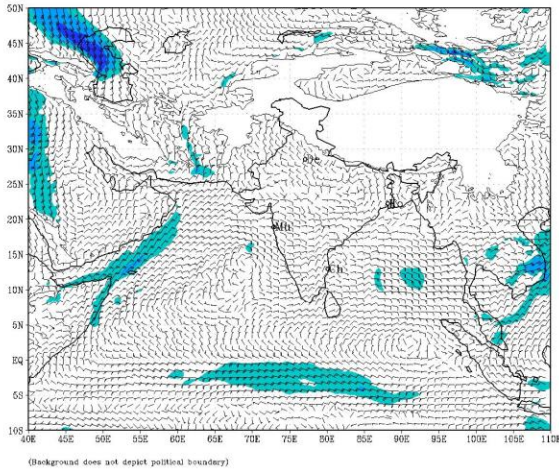 50N
45N
40N
35N
30N
25N
20N
15N
10N
5N
EQ
5S
10S
Mu
Ch
40E 45E 50E 55E 60E 65E 70E 75E 80E 85E 90E 95E 100E 105E 110E
(Background does not depict political boundary)